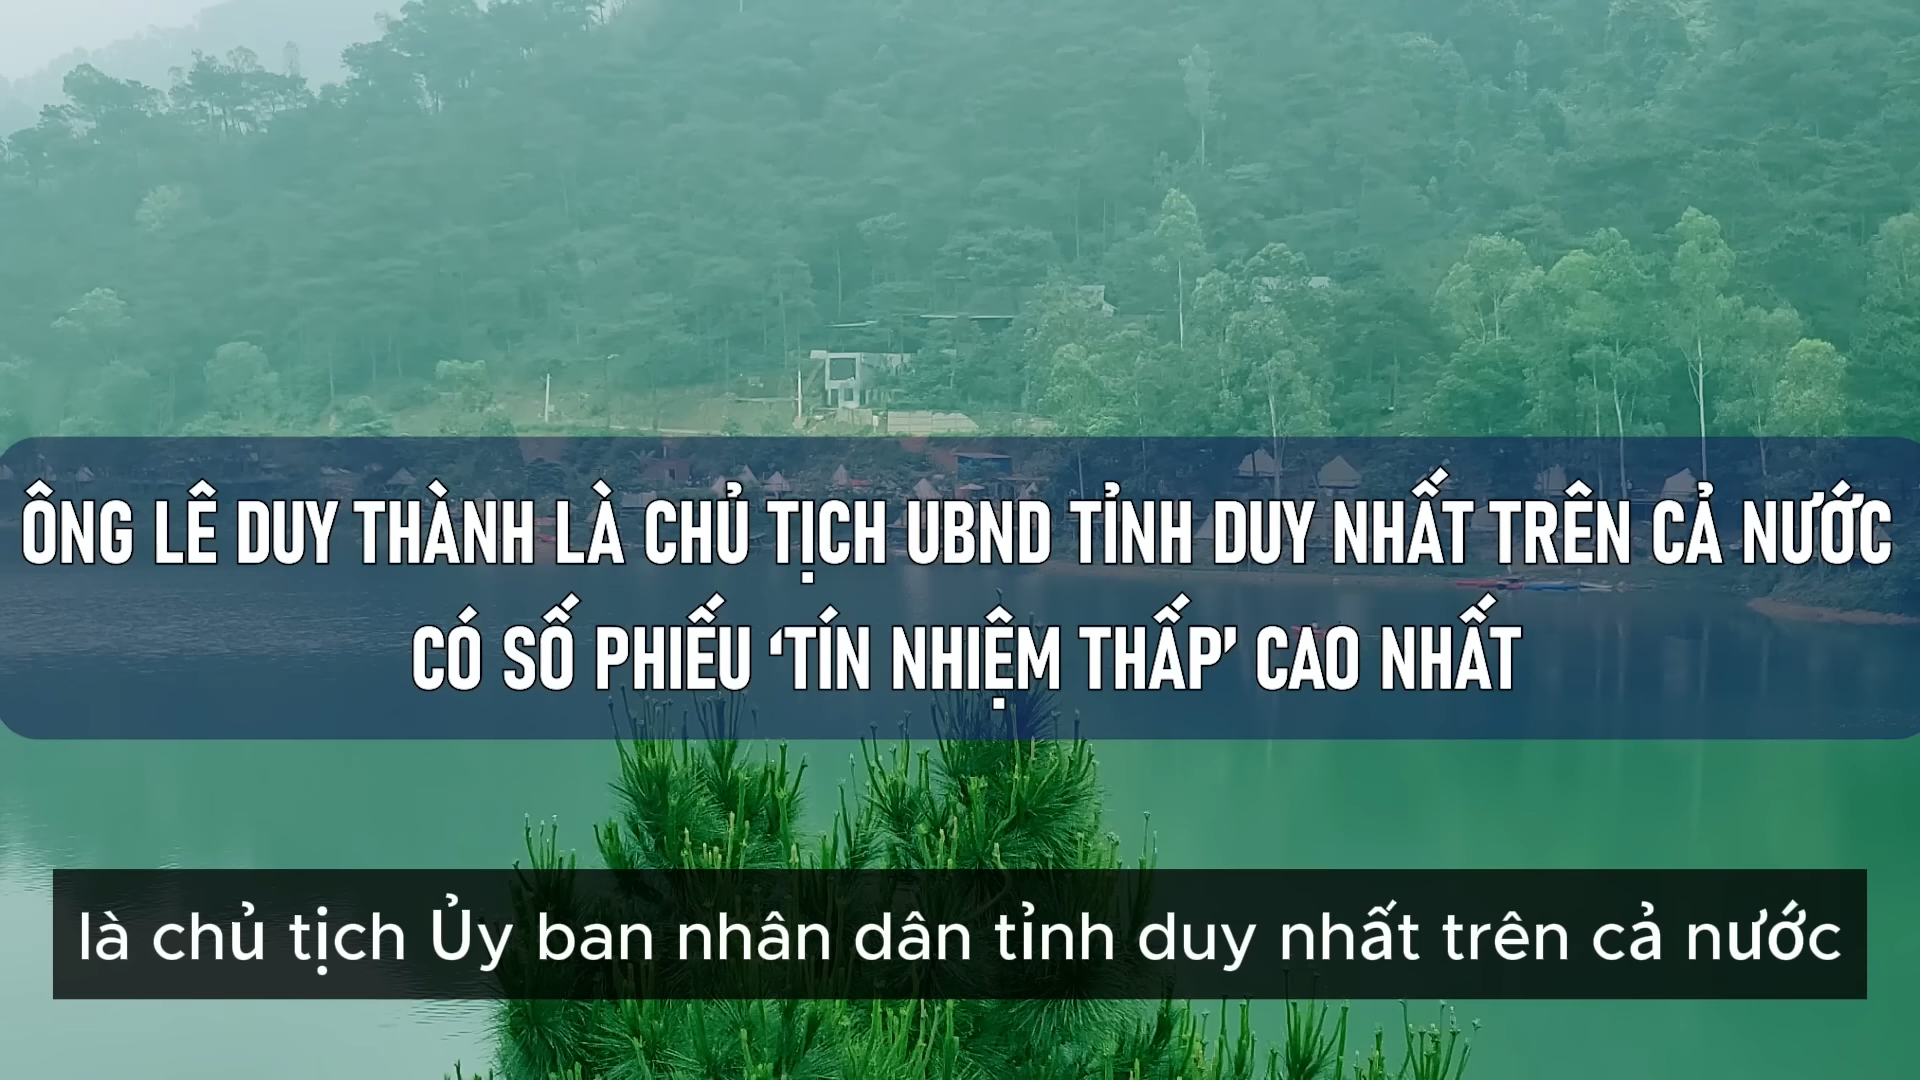 ÔNG LÊ DUY THÀNH LÀ CHỦ TỊCH UBND TỈNH DUY NHẤT TRÊN CẢ NƯỚC
CÓ SỐ PHIẾU ‘TÍN NHIỆM THẤP’ CAO NHẤT
là chủ tịch Ủy ban nhân dân tỉnh duy nhất trên cả nước